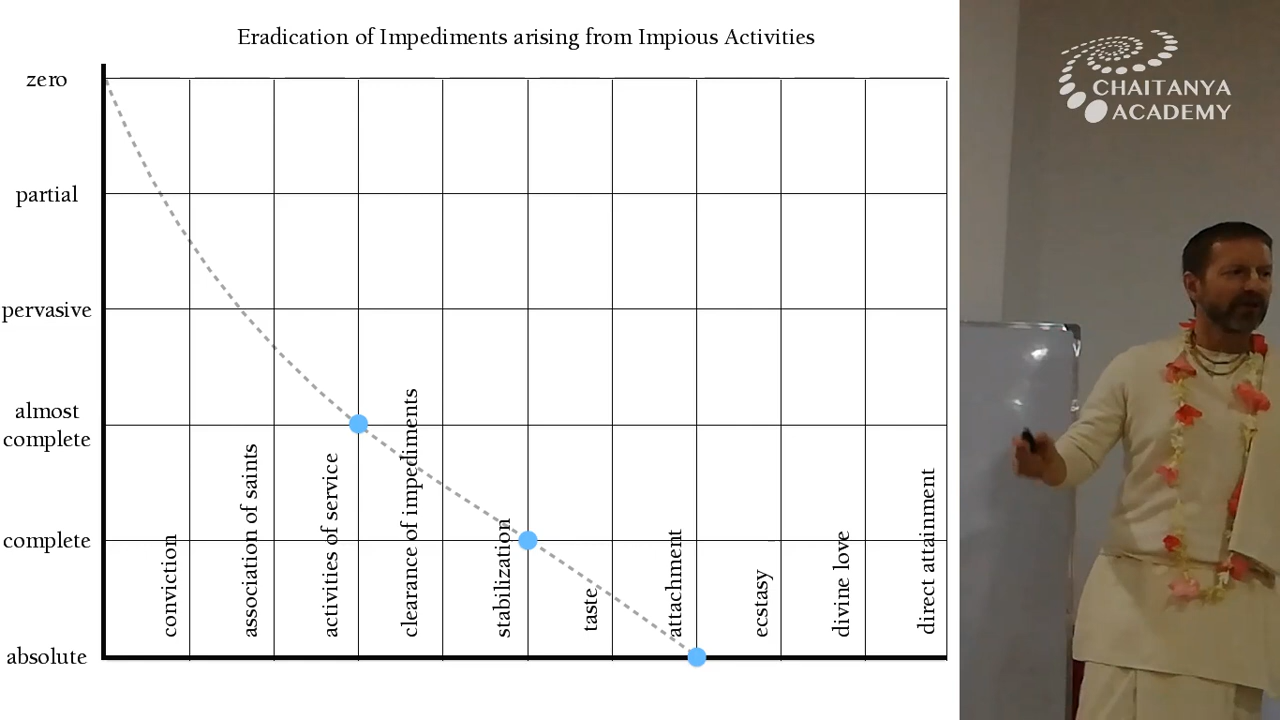 Eradication of Impediments arising from Impious Activities
zero
partial
pervasive
almost
complete
complete
absolute
conviction
association of saints
activities of service
clearance of impediments
stabilization
taste
attachment
ecstasy
divine love
direct attainment
CHAITANYA
ACADEMY